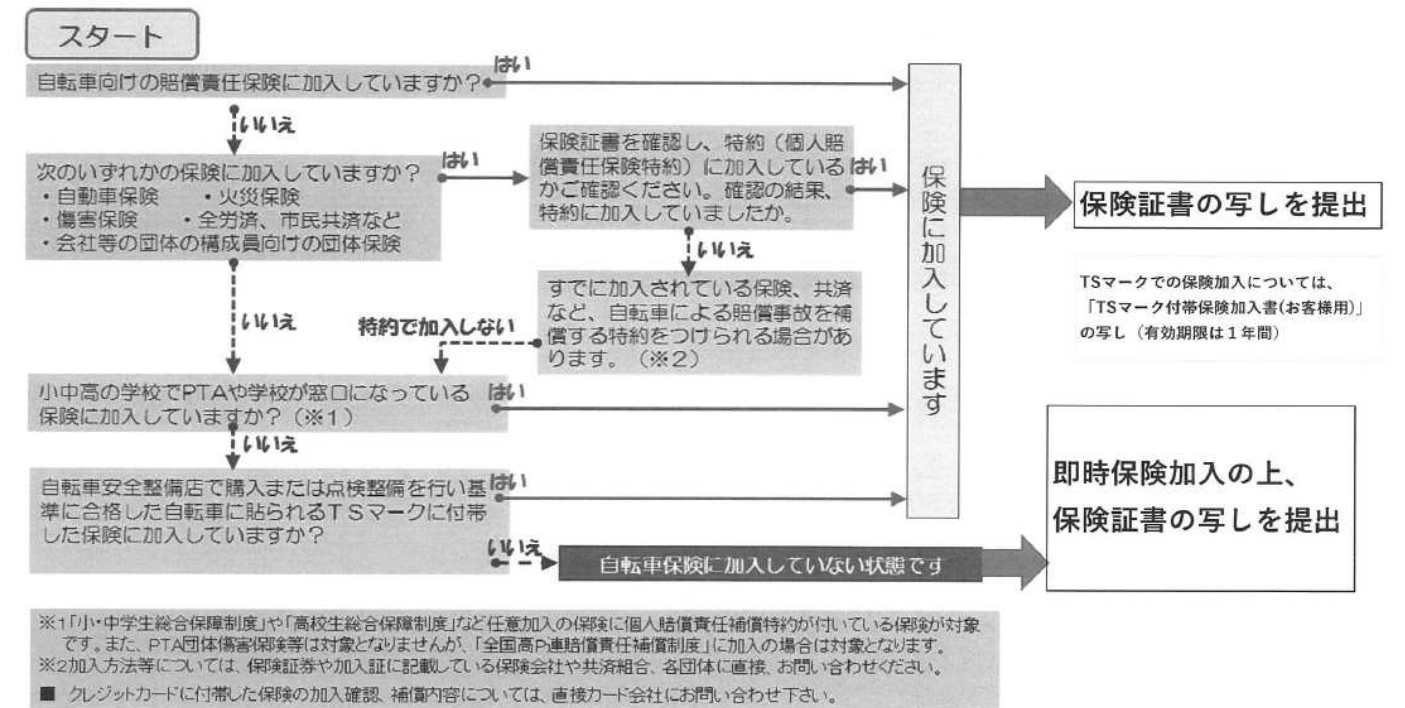 スタート
自転車向けの賠償責任保険に加入していますか？
はい
いいえ
次のいずれかの保険に加入していますか？
・自動車保険　・火災保険
・傷害保険　・全労済、市民共済など
・会社等の団体の構成員向けの団体保険
はい
保険証書を確認し、特約（個人賠
償責任保険特約）に加入している
かご確認ください。確認の結果、
特約に加入していましたか。
はい
いいえ
すでに加入されている保険、共済
など、自転車による賠償事故を補
償する特約をつけられる場合があ
ります。（※2）
特約で加入しない
いいえ
小中高の学校でPTAや学校が窓口になっている
保険に加入していますか？（※1）
はい
いいえ
自転車安全整備店で購入または点検整備を行い基
準に合格した自転車に貼られるTSマークに付帯
した保険に加入していますか？
はい
いいえ
保険に加入しています
保険証書の写しを提出
TSマークでの保険加入については、
「TSマーク付帯保険加入書(お客様用)」
の写し（有効期限は１年間）
自転車保険に加入していない状態です
即時保険加入の上、
保険証書の写しを提出
※1「小・中学生総合保障制度」や「高校生総合保障制度」など任意加入の保険に個人賠償責任補償特約が付いている保険が対象
です。また、PTA団体傷害保険等は対象となりませんが、「全国高P連賠償責任補償制度」に加入の場合は対象となります。
※2加入方法等については、保険証券や加入証に記載している保険会社や共済組合、各団体に直接、お問い合わせください。
■ クレジットカードに付帯した保険の加入確認、補償内容については、直接カード会社にお問い合わせ下さい。